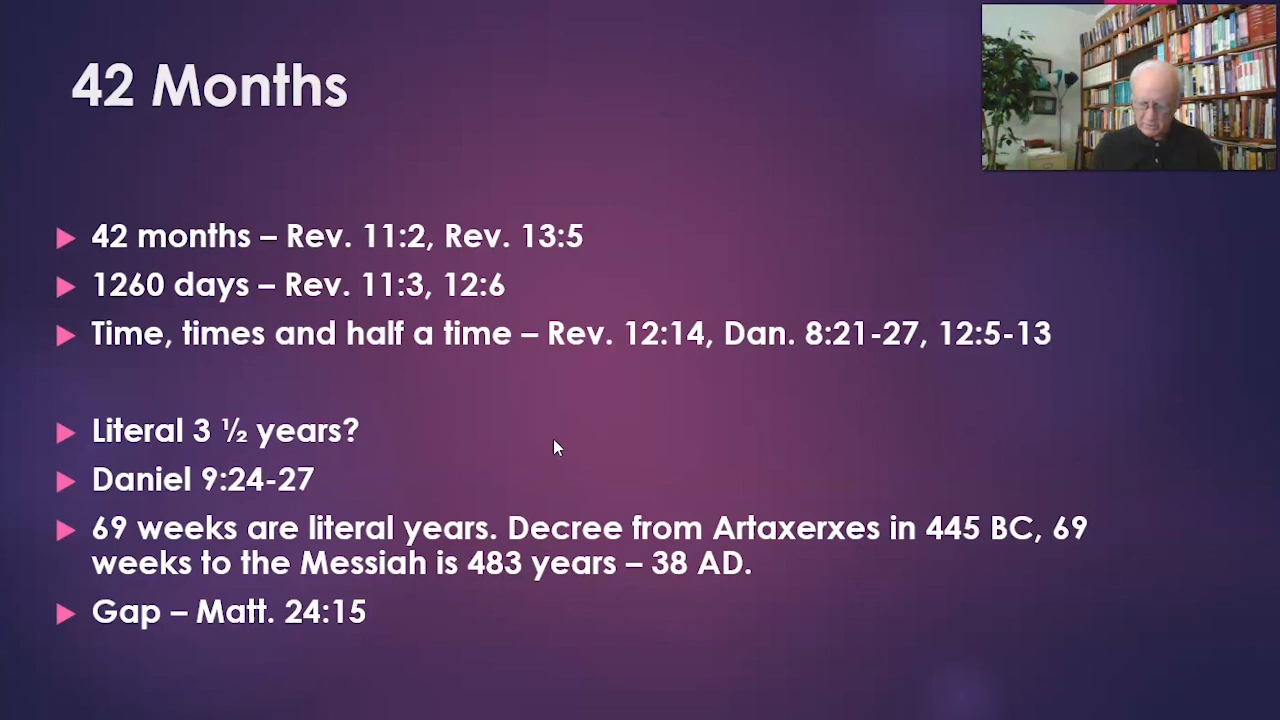 42 Months
42 months – Rev. 11:2, Rev. 13:5
1260 days – Rev. 11:3, 12:6
Time, times and half a time – Rev. 12:14, Dan. 8:21-27, 12:5-13
Literal 3 ½ years?
Daniel 9:24-27
69 weeks are literal years. Decree from Artaxerxes in 445 BC, 69
weeks to the Messiah is 483 years – 38 AD.
Gap – Matt. 24:15